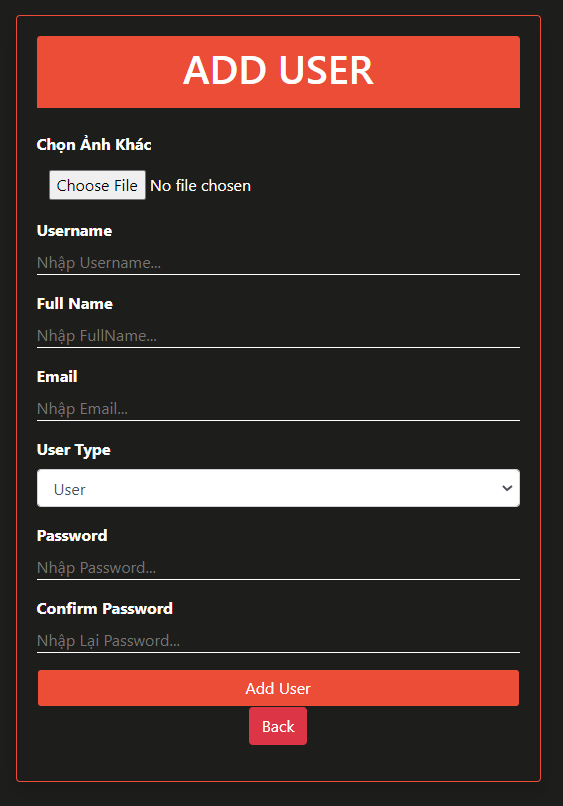 ADD USER
Chọn Ảnh Khác
Choose File No file chosen
Username
Nhập Username...
Full Name
Nhập FullName...
Email
Nhập Email...
User Type
User
Password
Nhập Password...
Confirm Password
Nhập Lại Password...
Add User
Back